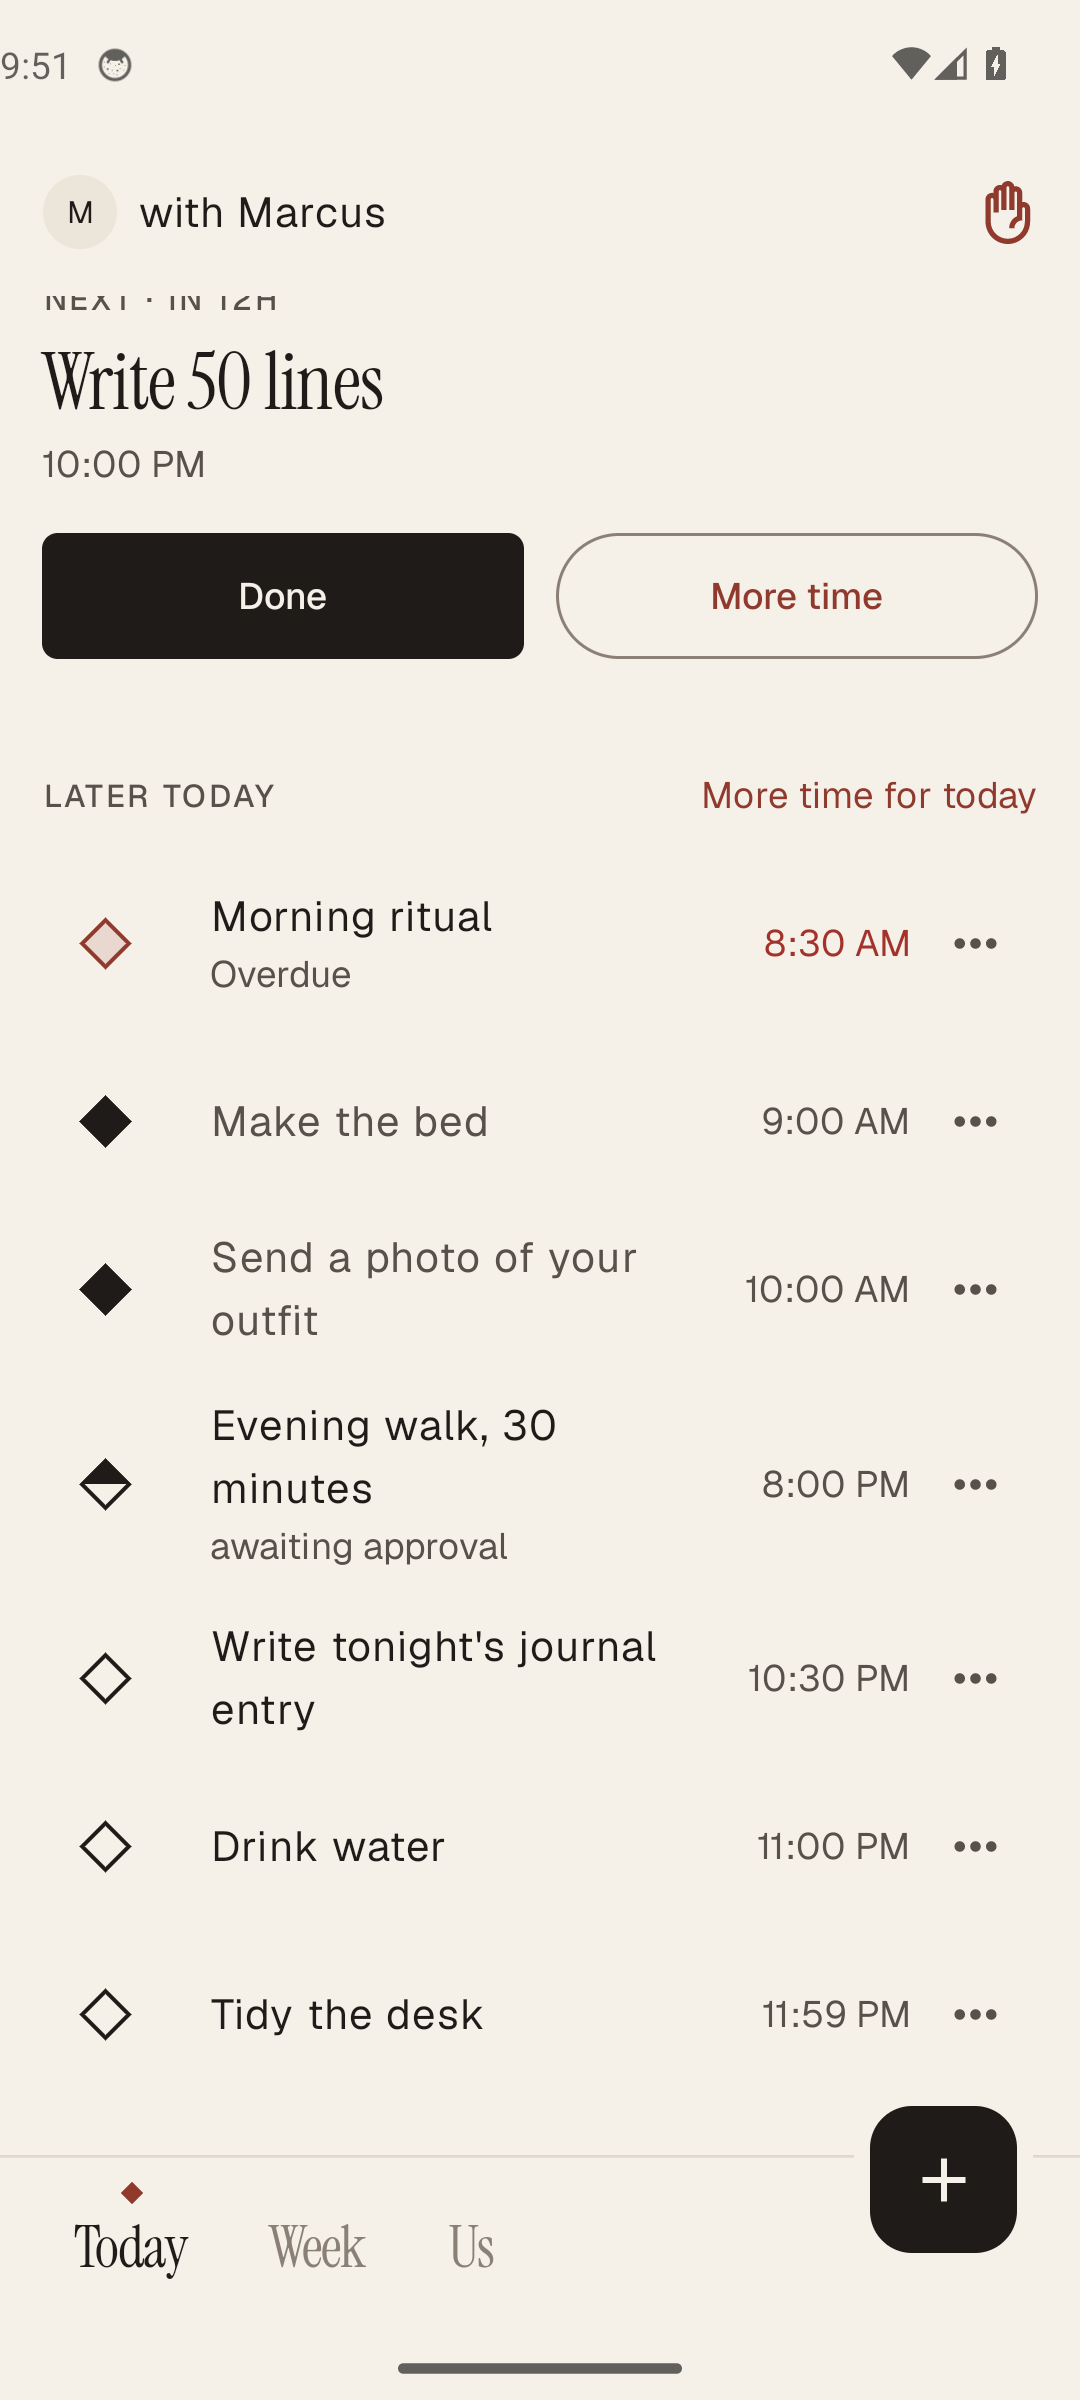 9:51
M
with Marcus
NEXT · IN 12H
Write 50 lines
10:00 PM
Done
More time
LATER TODAY
More time for today
Morning ritual
8:30 AM
Overdue
Make the bed
9:00 AM
Send a photo of your
outfit
10:00 AM
Evening walk, 30
minutes
8:00 PM
awaiting approval
Write tonight's journal
entry
10:30 PM
Drink water
11:00 PM
Tidy the desk
11:59 PM
Today
Week
Us